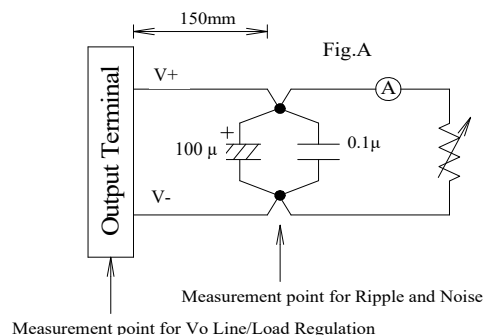 150mm
Fig.A
V+
A
Output Terminal
+
100 μ
0.1μ
V-
Measurement point for Ripple and Noise
Measurement point for Vo Line/Load Regulation